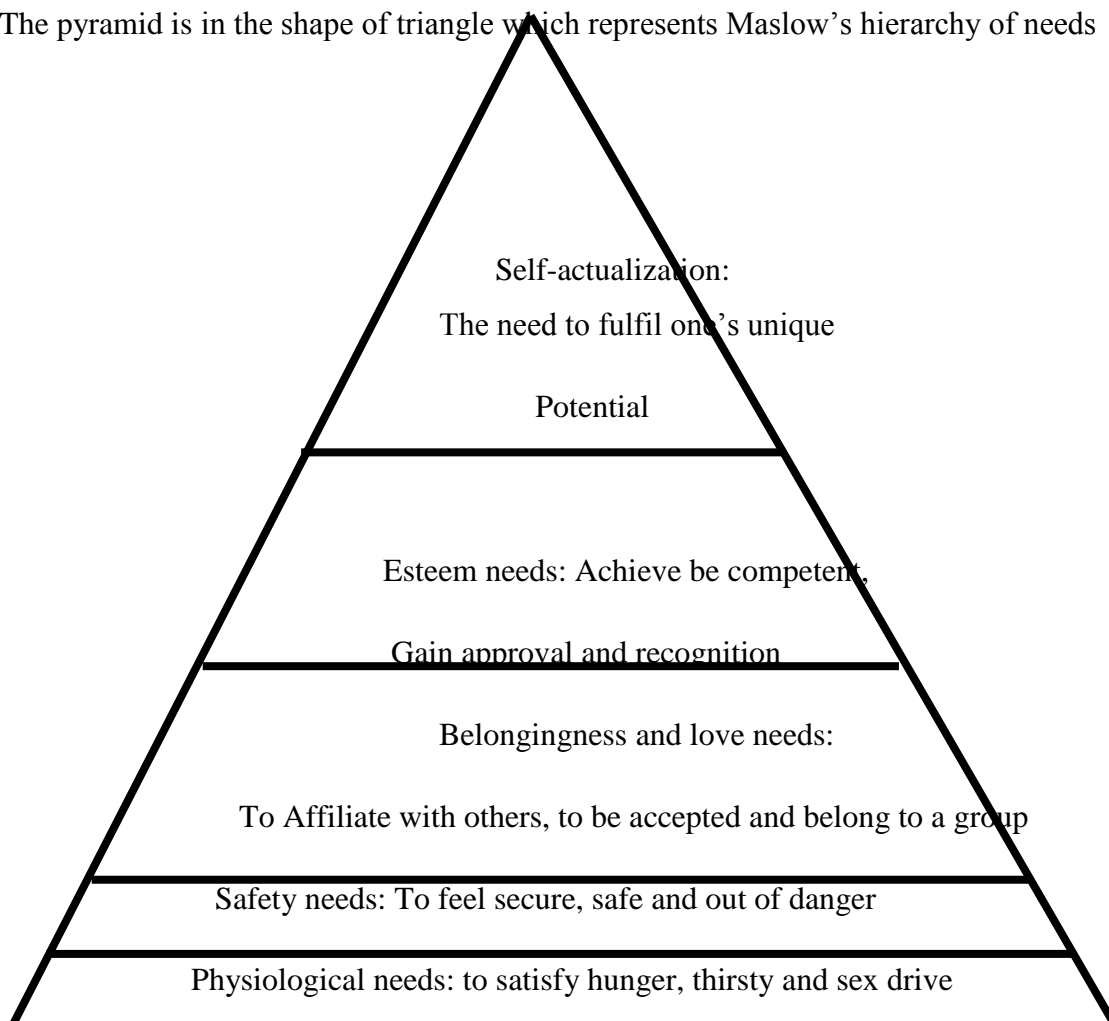 The pyramid is in the shape of triangle which represents Maslow’s hierarchy of needs
Self-actualization:
The need to fulfil one’s unique
Potential
Esteem needs: Achieve be competent,
Gain approval and recognition
Belongingness and love needs:
To Affiliate with others, to be accepted and belong to a group
Safety needs: To feel secure, safe and out of danger
Physiological needs: to satisfy hunger, thirsty and sex drive